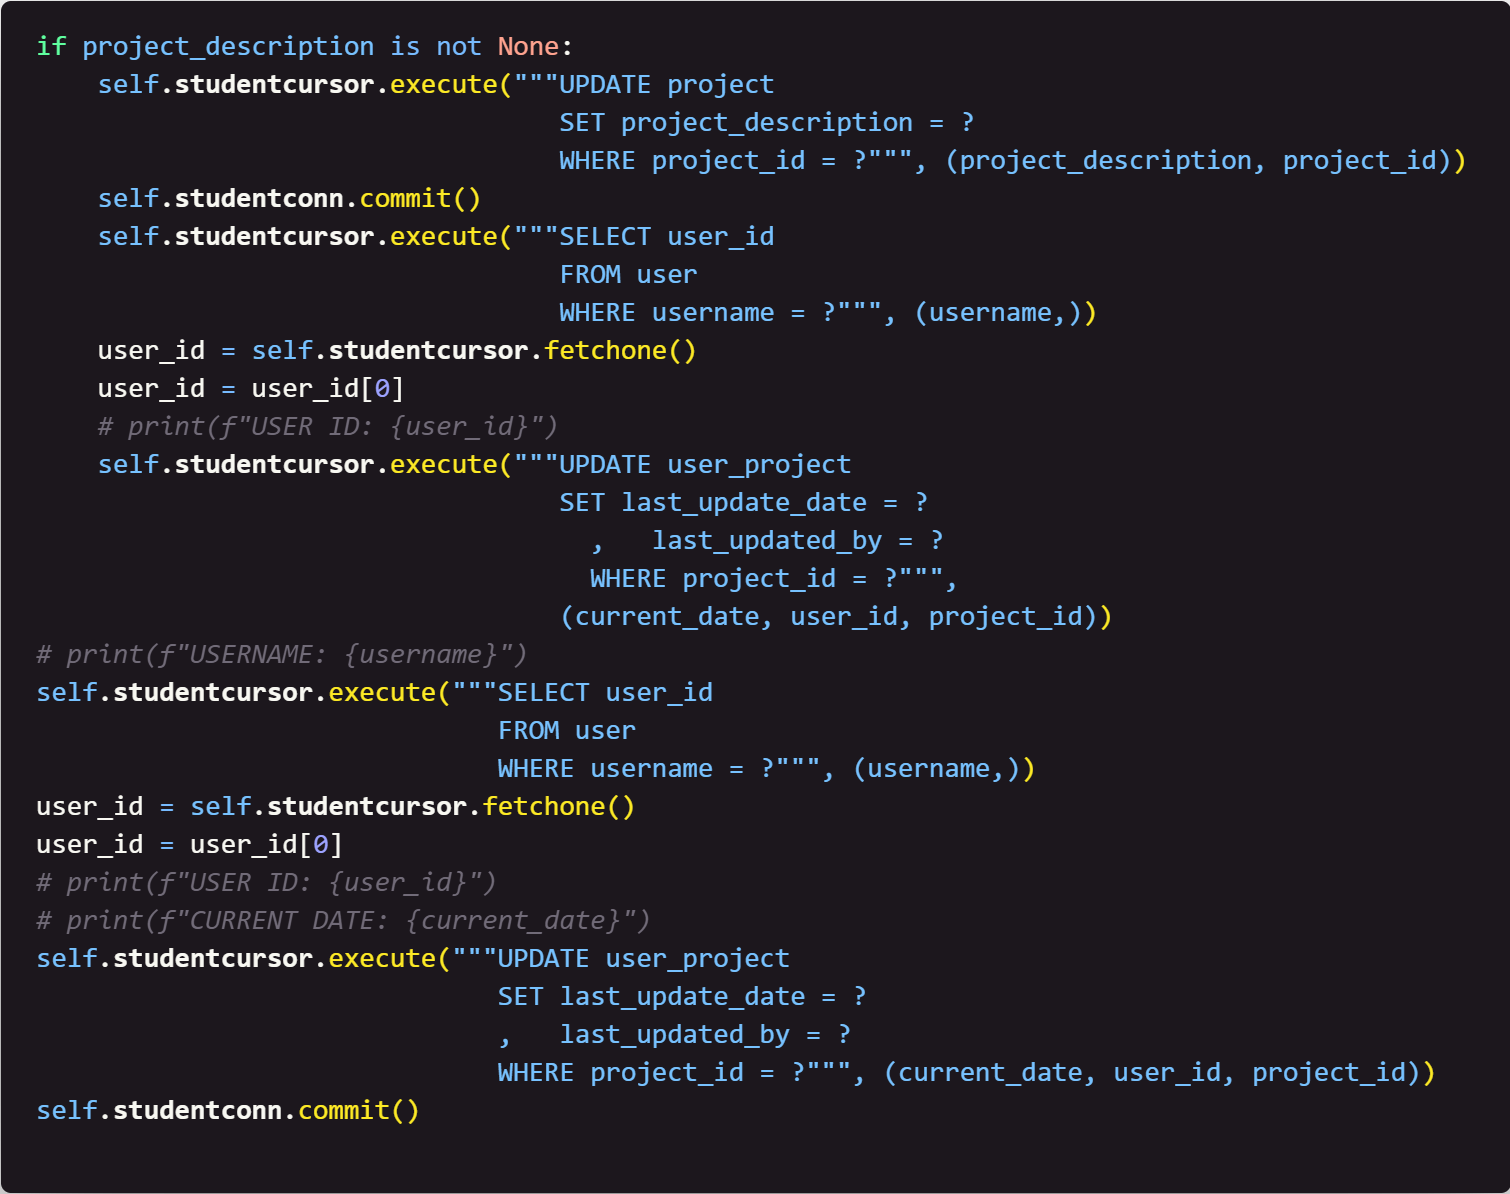 if project_description is not None:
    self.studentcursor.execute("""UPDATE project
                                  SET project_description = ?
                                  WHERE project_id = ?""", (project_description, project_id))
    self.studentconn.commit()
    self.studentcursor.execute("""SELECT user_id
                                  FROM user
                                  WHERE username = ?""", (username,))
    user_id = self.studentcursor.fetchone()
    user_id = user_id[0]
    # print(f"USER ID: {user_id}")
    self.studentcursor.execute("""UPDATE user_project
                                  SET last_update_date = ?
                                    ,   last_updated_by = ?
                                    WHERE project_id = ?""",
                                  (current_date, user_id, project_id))
# print(f"USERNAME: {username}")
self.studentcursor.execute("""SELECT user_id
                              FROM user
                              WHERE username = ?""", (username,))
user_id = self.studentcursor.fetchone()
user_id = user_id[0]
# print(f"USER ID: {user_id}")
# print(f"CURRENT DATE: {current_date}")
self.studentcursor.execute("""UPDATE user_project
                              SET last_update_date = ?
                              ,   last_updated_by = ?
                              WHERE project_id = ?""", (current_date, user_id, project_id))
self.studentconn.commit()